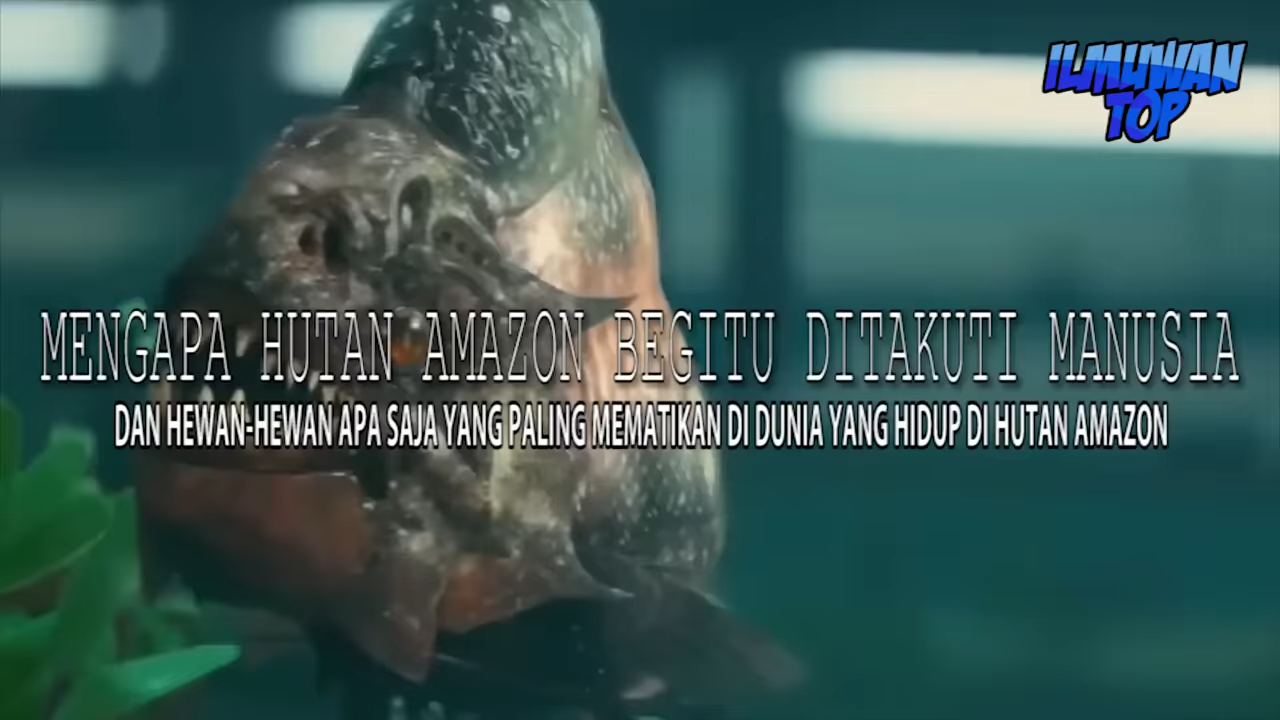 ILMUWAN
TOP
MENGAPA HUTAN AMAZON BEGITU DITAKUTI MANUSIA
DAN HEWAN-HEWAN APA SAJA YANG PALING MEMATIKAN DI DUNIA YANG HIDUP DI HUTAN AMAZON